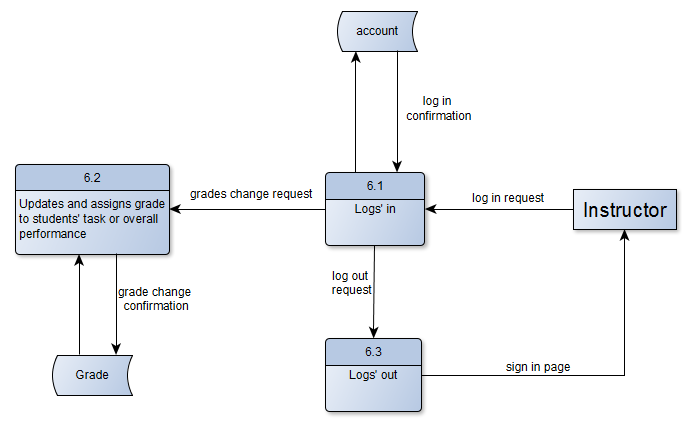 account
log in
confirmation
6.2
Updates and assigns grade
to students' task or overall
performance
grades change request
6.1
Logs' in
log in request
Instructor
log out
request
grade change
confirmation
6.3
Logs' out
sign in page
Grade